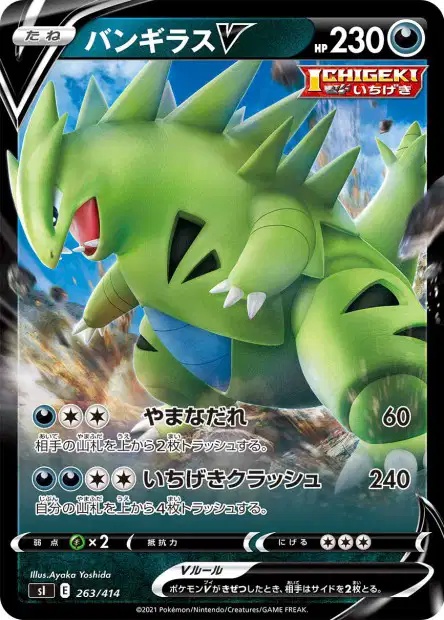 たね
バンギラスV
HP 230
ICHIGEKI
いちげき
やまなだれ 60
相手の山札を上から2枚トラッシュする。
いちげきクラッシュ 240
自分の山札を上から4枚トラッシュする。
弱点 ×2 抵抗力 にげる
Illus.Ayaka Yoshida
sI E 263/414
Vルール
ポケモンVがきぜつしたとき、相手はサイドを2枚とる。
©2021 Pokémon/Nintendo/Creatures/GAME FREAK.